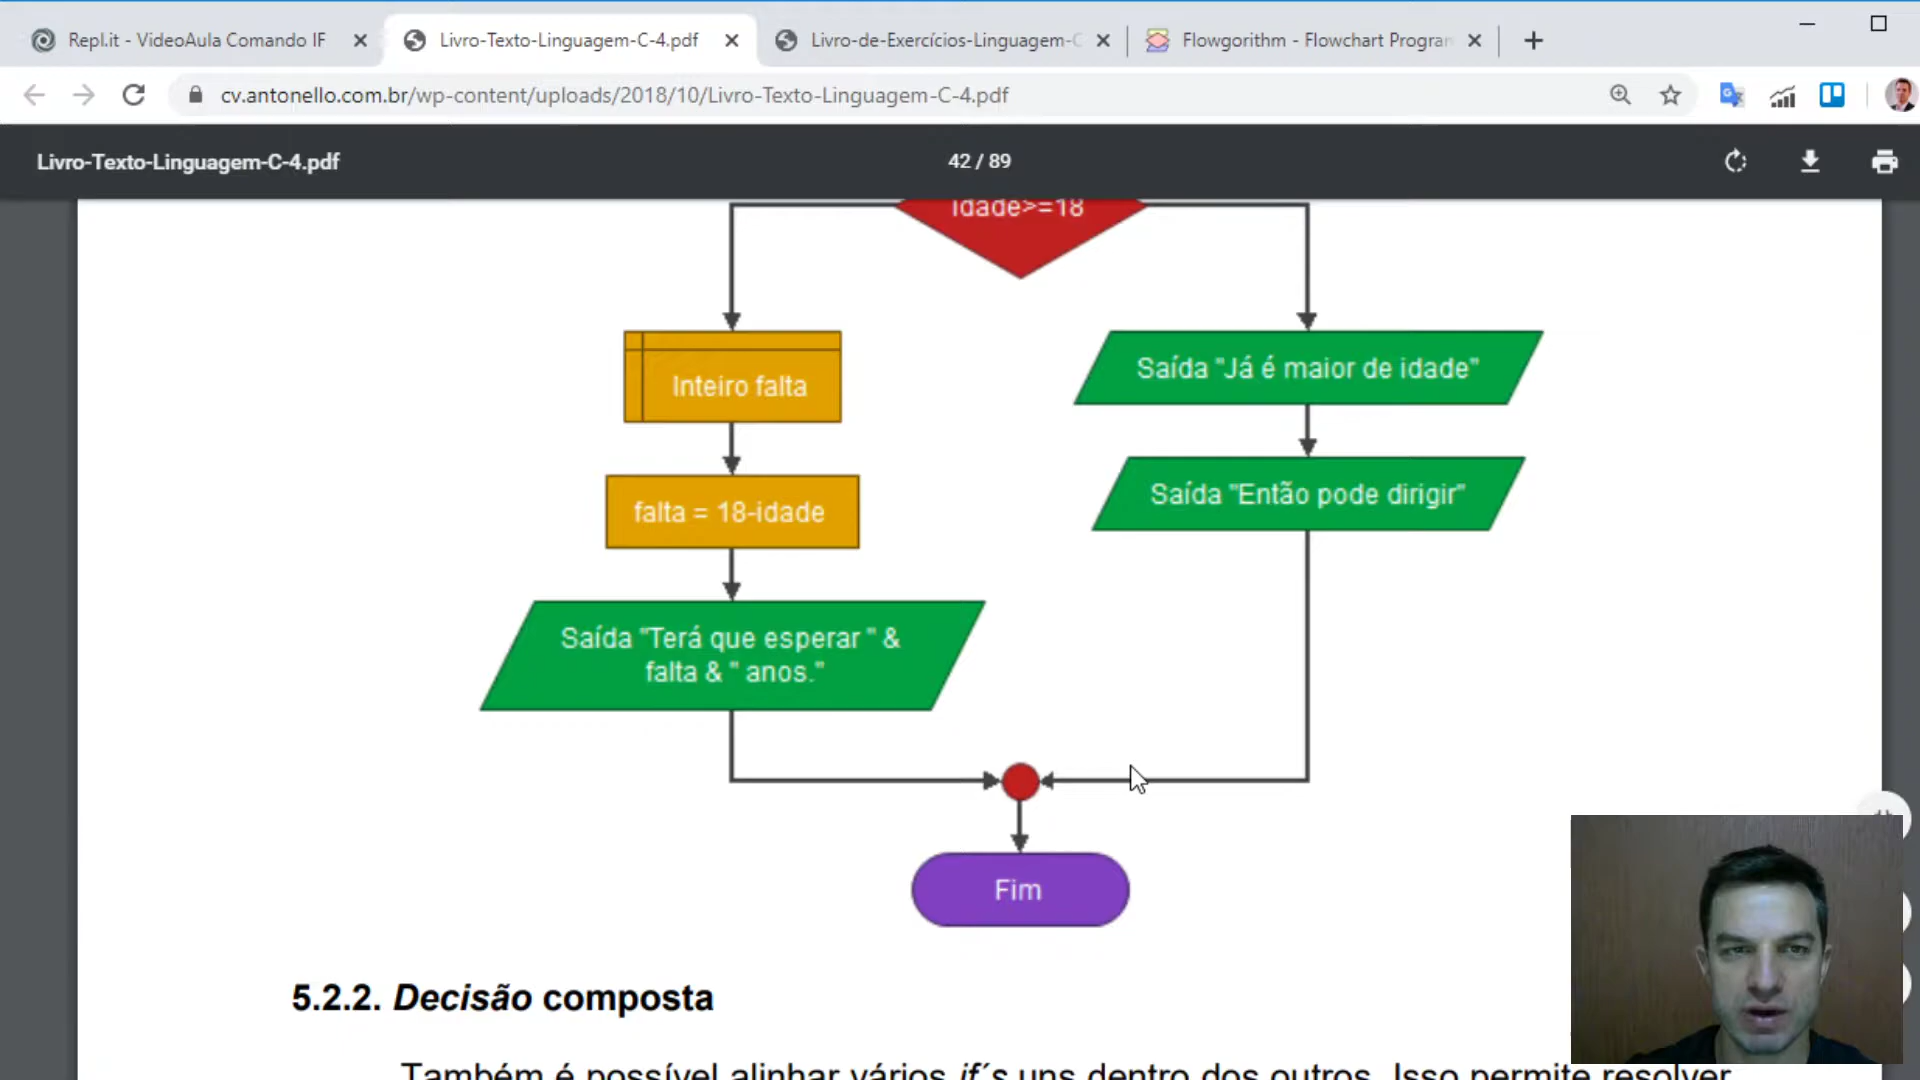 Repl.it - VideoAula Comando IF
Livro-Texto-Linguagem-C-4.pdf
Livro-de-Exercícios-Linguagem-C
Flowgorithm - Flowchart Program
cv.antonello.com.br/wp-content/uploads/2018/10/Livro-Texto-Linguagem-C-4.pdf
Livro-Texto-Linguagem-C-4.pdf
42 / 89
Idade>=18
Inteiro falta
Saída "Já é maior de idade"
falta = 18-idade
Saída "Então pode dirigir"
Saída "Terá que esperar " &
falta & " anos."
Fim
5.2.2. Decisão composta
Também é possível alinhar vários if´s uns dentro dos outros. Isso permite resolver